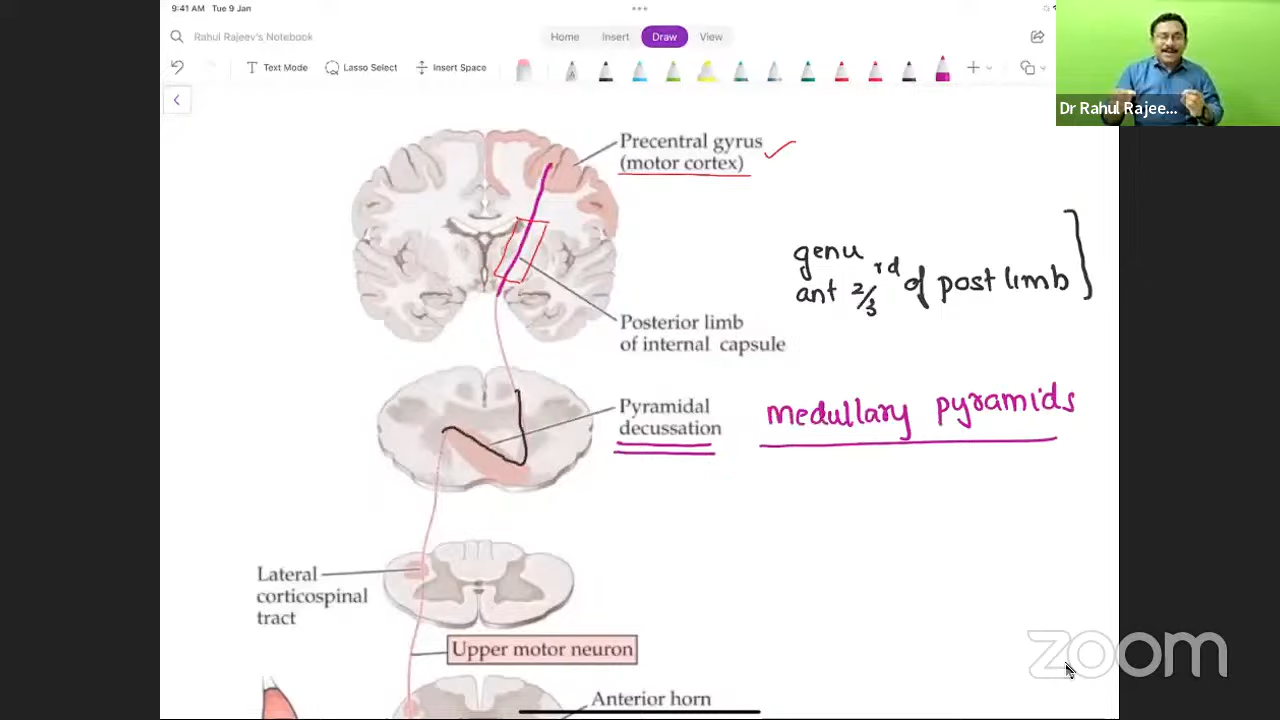 9:41 AM Tue 9 Jan
Rahul Rajeev's Notebook
Home Insert Draw View
Text Mode Lasso Select Insert Space
Dr Rahul Rajee...
Precentral gyrus
(motor cortex)
genu
ant 2/3 rd of post limb
Posterior limb
of internal capsule
Pyramidal
decussation
Medullary pyramids
Lateral
corticospinal
tract
Upper motor neuron
Anterior horn
zoom